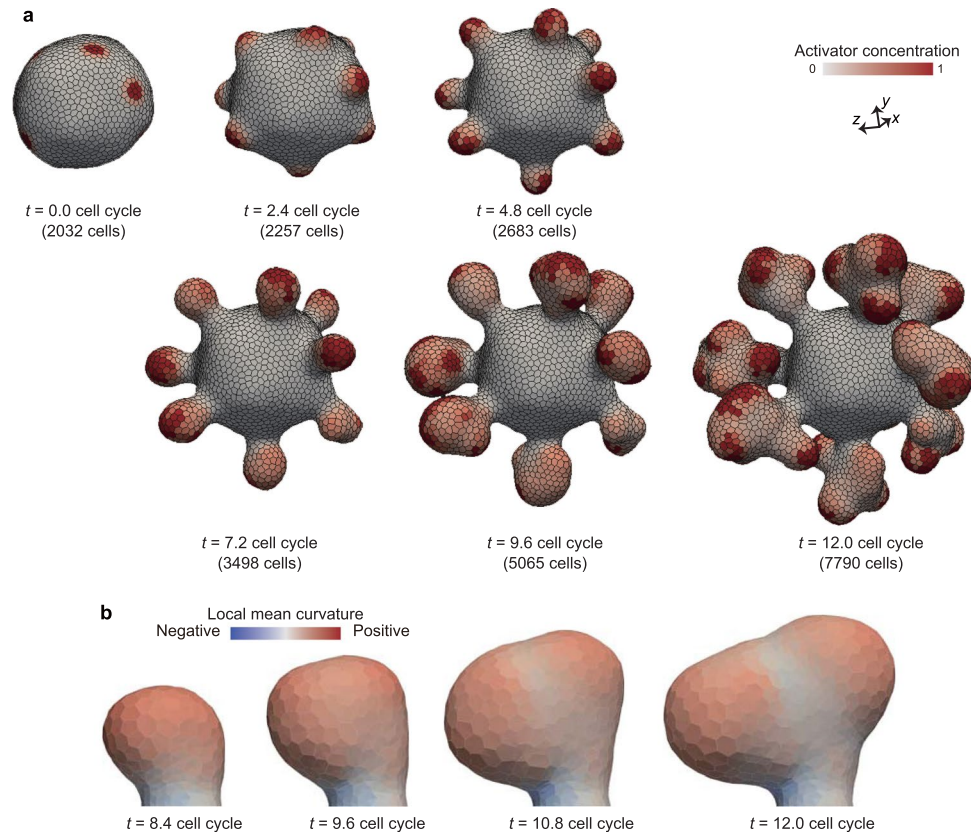 a
Activator concentration
0 1
y
z x
t = 0.0 cell cycle
(2032 cells)
t = 2.4 cell cycle
(2257 cells)
t = 4.8 cell cycle
(2683 cells)
t = 7.2 cell cycle
(3498 cells)
t = 9.6 cell cycle
(5065 cells)
t = 12.0 cell cycle
(7790 cells)
b
Local mean curvature
Negative Positive
t = 8.4 cell cycle
t = 9.6 cell cycle
t = 10.8 cell cycle
t = 12.0 cell cycle